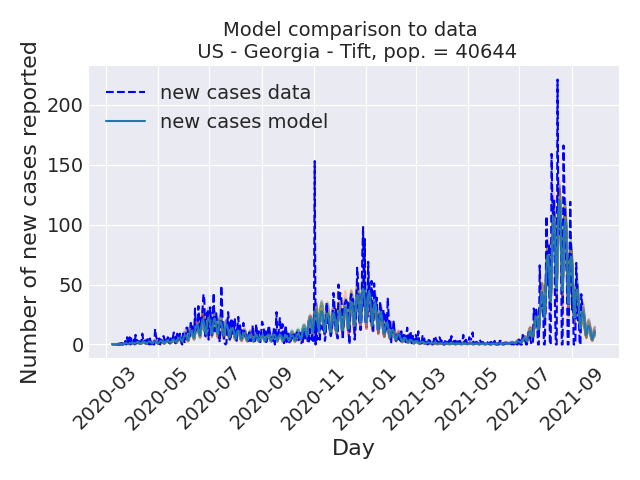 Model comparison to data
US - Georgia - Tift, pop. = 40644
new cases data
new cases model
Number of new cases reported
200
150
100
50
0
2020-03
2020-05
2020-07
2020-09
2020-11
2021-01
2021-03
2021-05
2021-07
2021-09
Day